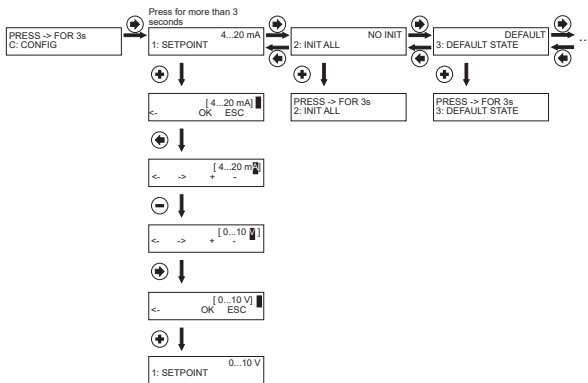 Press for more than 3
seconds
PRESS -> FOR 3s
C: CONFIG
4...20 mA
1: SETPOINT
NO INIT
2: INIT ALL
DEFAULT
3: DEFAULT STATE
...
[ 4...20 mA]
<- OK ESC
PRESS -> FOR 3s
2: INIT ALL
PRESS -> FOR 3s
3: DEFAULT STATE
[ 4...20 mA]
<- -> + -
[ 0...10 V ]
<- -> + -
[ 0...10 V]
<- OK ESC
0...10 V
1: SETPOINT